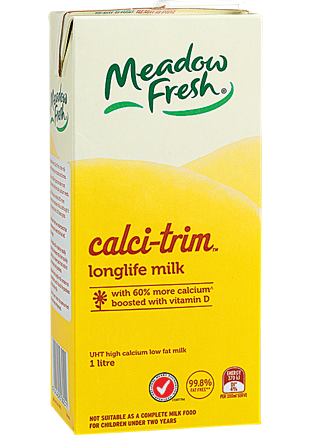 Meadow
Fresh®
calci-trim™
longlife milk
with 60% more calcium^
boosted with vitamin D
UHT high calcium low fat milk
1 litre
99.8%
FAT FREE
ENERGY
NOT SUITABLE AS A COMPLETE MILK FOOD
FOR CHILDREN UNDER TWO YEARS